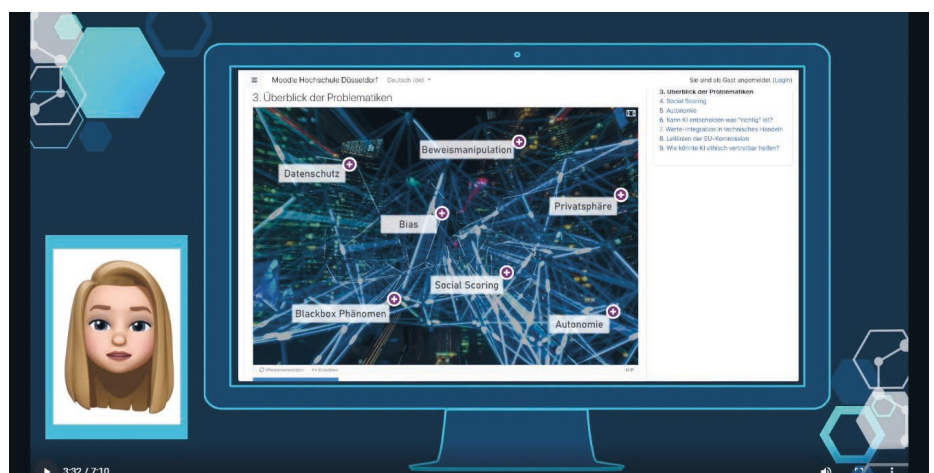 Moodle Hochschule Düsseldorf Deutsch (de)
Sie sind als Gast angemeldet (Login)
3. Überblick der Problematiken
3. Überblick der Problematiken
4. Social Scoring
5. Autonomie
6. Kann KI entscheiden was "richtig" ist?
7. Werte-Integration in technisches Handeln
8. Leitlinien der EU-Kommission
9. Wie könnte KI ethisch vertretbar helfen?
Beweismanipulation
Datenschutz
Privatsphäre
Bias
Social Scoring
Blackbox Phänomen
Autonomie
3:32 / 7:10